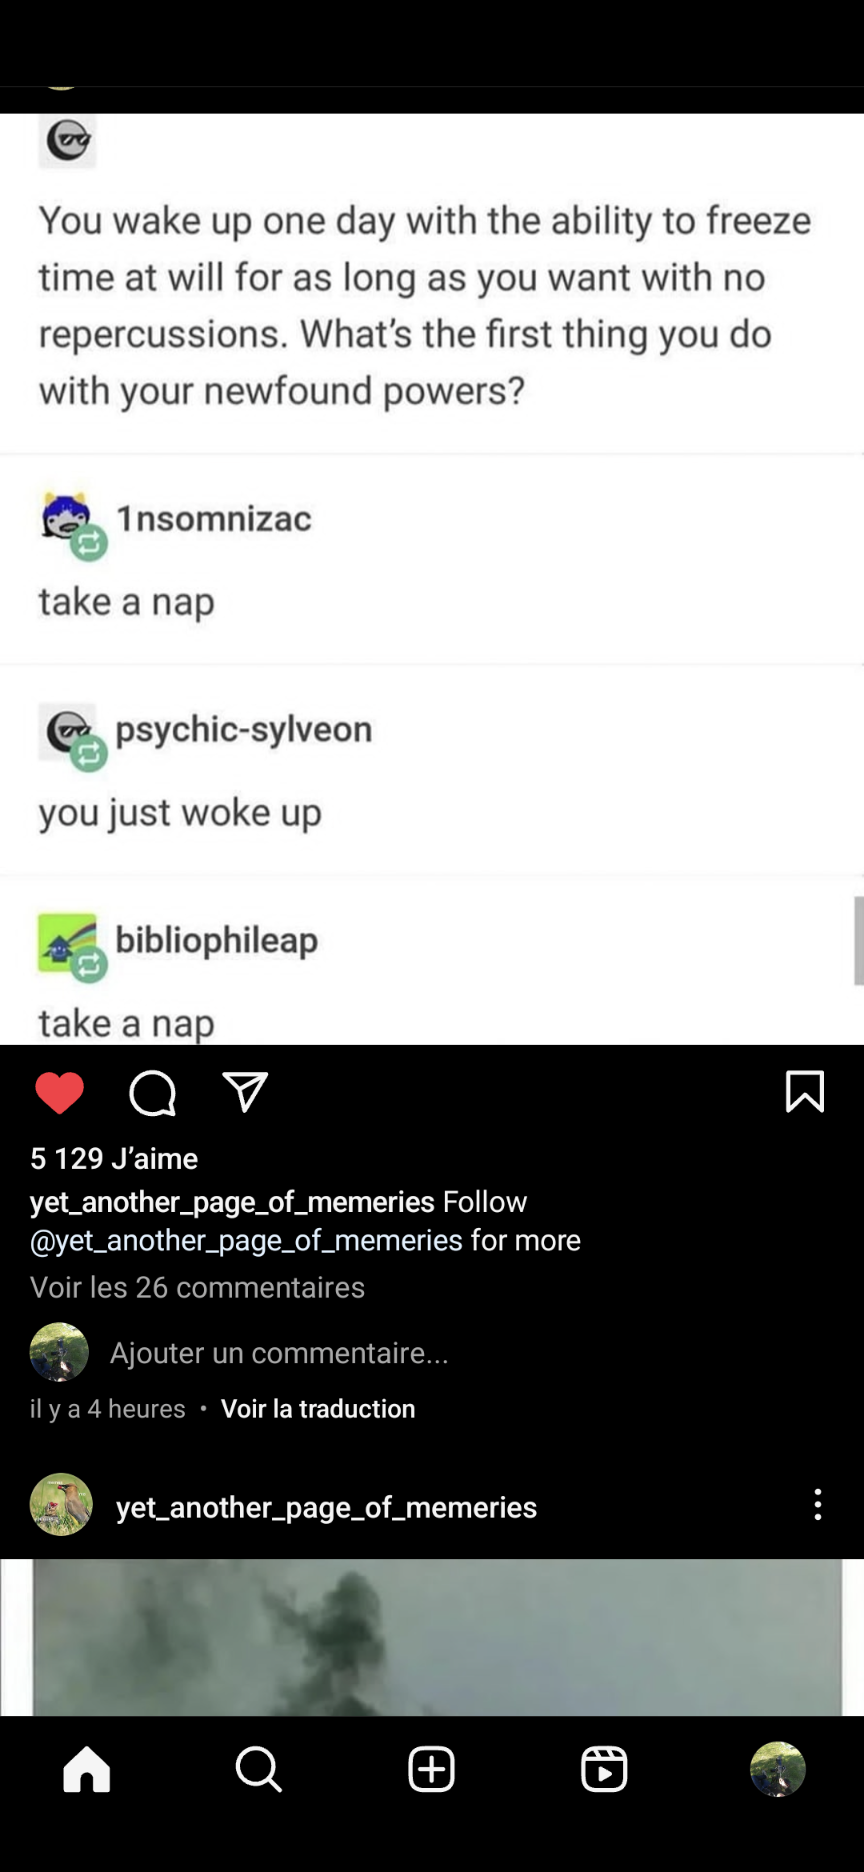 You wake up one day with the ability to freeze
time at will for as long as you want with no
repercussions. What's the first thing you do
with your newfound powers?
1nsomnizac
take a nap
psychic-sylveon
you just woke up
bibliophileap
take a nap
5 129 J’aime
yet_another_page_of_memeries Follow
@yet_another_page_of_memeries for more
Voir les 26 commentaires
Ajouter un commentaire...
il y a 4 heures • Voir la traduction
yet_another_page_of_memeries